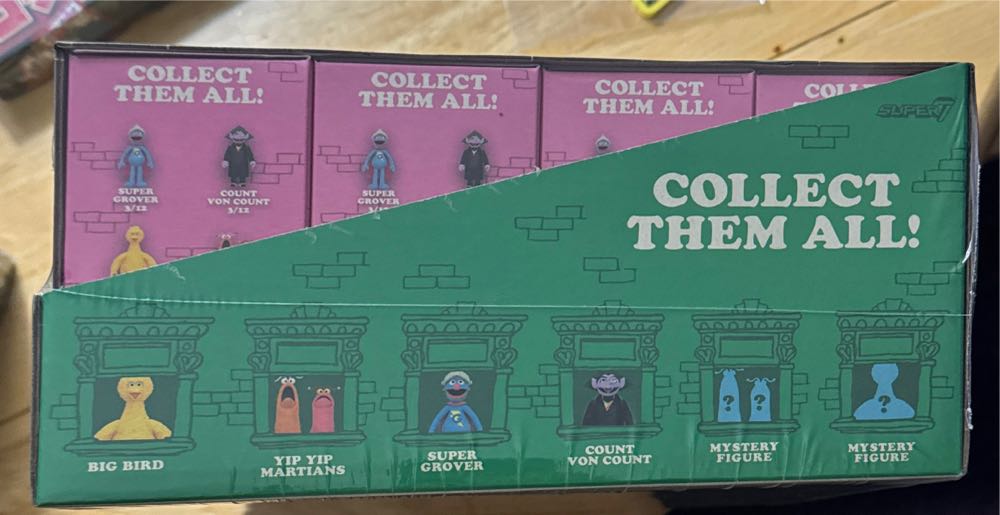 COLLECT
THEM ALL!
SUPER
GROVER
3/12
COUNT
VON COUNT
3/12
COLLECT
THEM ALL!
SUPER
GROVER
COLLECT
THEM ALL!
SUPER7
COLLECT
THEM ALL!
BIG BIRD
YIP YIP
MARTIANS
SUPER
GROVER
COUNT
VON COUNT
?
?
MYSTERY
FIGURE
?
MYSTERY
FIGURE